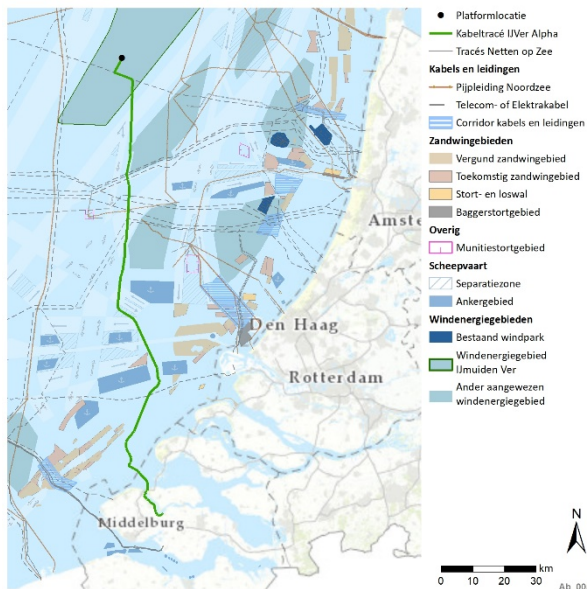 Platformlocatie
Kabeltracé IJVer Alpha
Tracés Netten op Zee
Kabels en leidingen
Pijpleiding Noordzee
Telecom- of Elektrakabel
Corridor kabels en leidingen
Zandwingebieden
Vergund zandwingebied
Toekomstig zandwingebied
Stort- en loswal
Baggerstortgebied
Overig
Munitiestortgebied
Scheepvaart
Separatiezone
Ankergebied
Windenergiegebieden
Bestaand windpark
Windenergiegebied
IJmuiden Ver
Ander aangewezen
windenergiegebied
Amste
Den Haag
Rotterdam
Middelburg
N
km
0 10 20 30